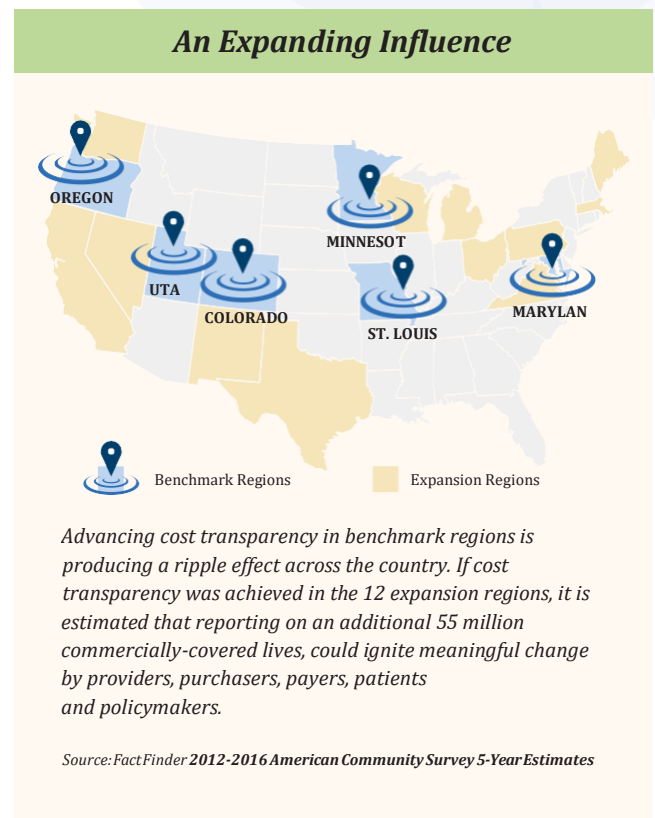 An Expanding Influence
OREGON
MINNESOT
UTA
COLORADO
MARYLAN
ST. LOUIS
Benchmark Regions
Expansion Regions
Advancing cost transparency in benchmark regions is
producing a ripple effect across the country. If cost
transparency was achieved in the 12 expansion regions, it is
estimated that reporting on an additional 55 million
commercially-covered lives, could ignite meaningful change
by providers, purchasers, payers, patients
and policymakers.
Source: FactFinder 2012-2016 American Community Survey 5-Year Estimates